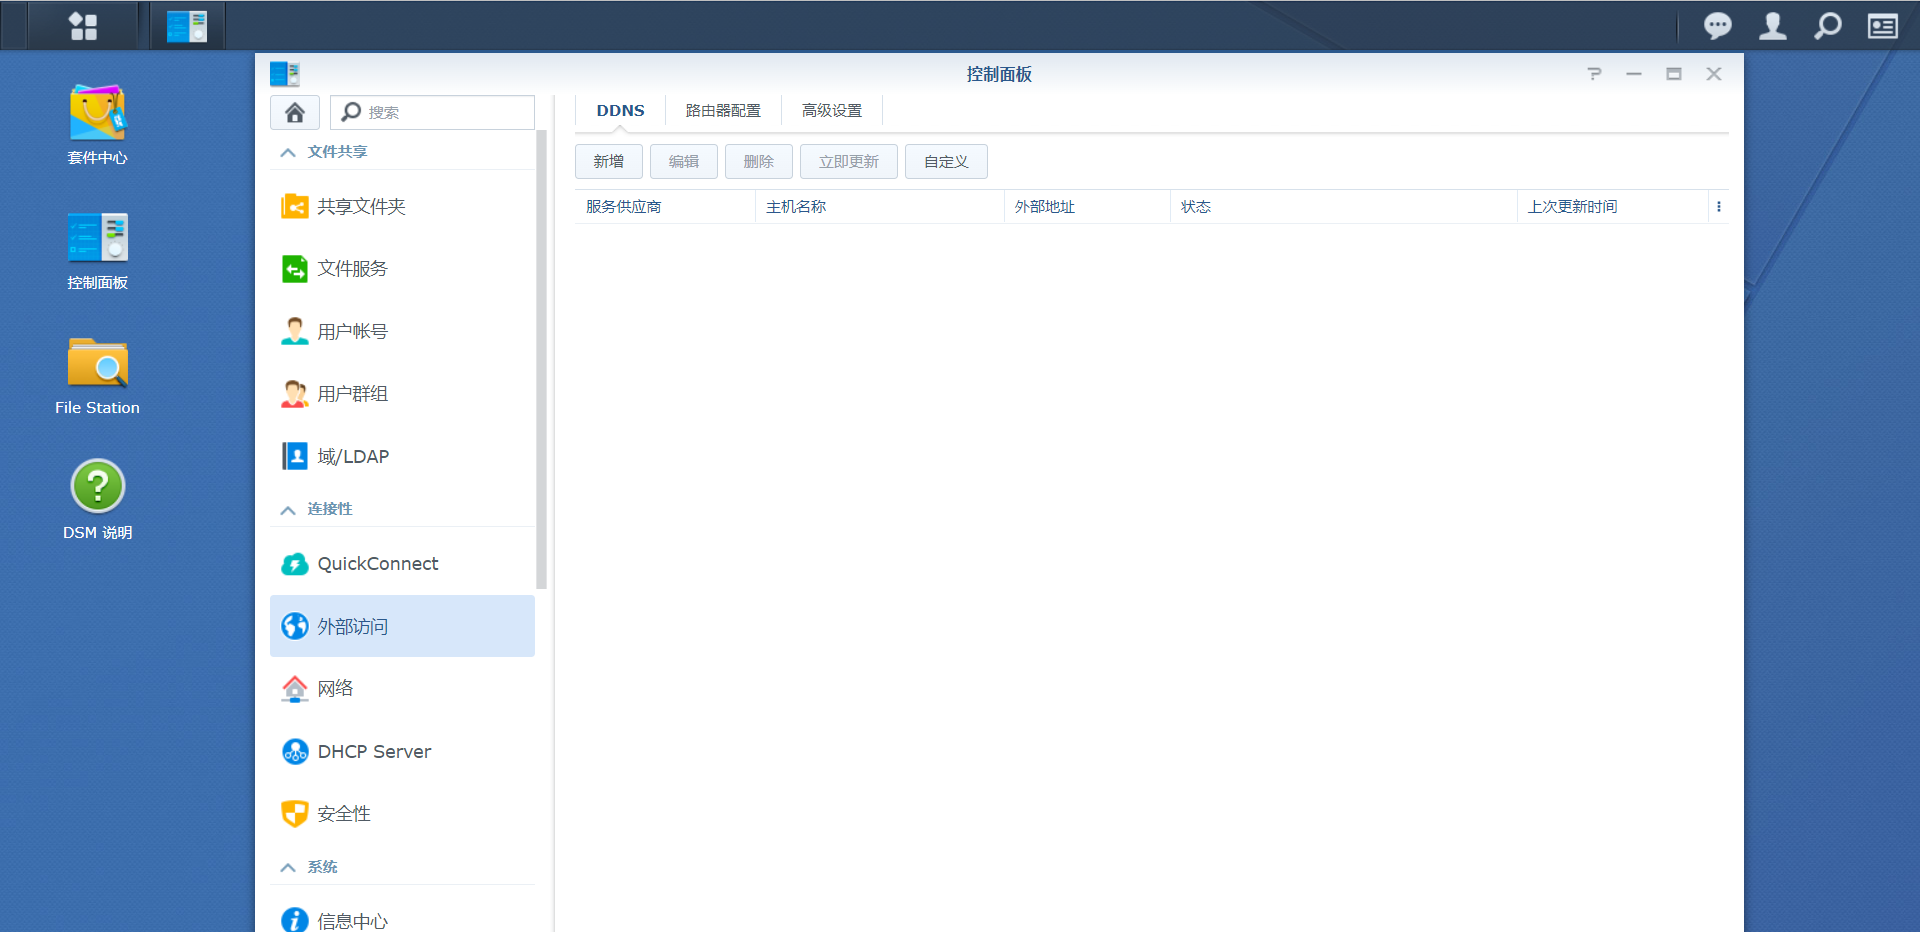 套件中心
控制面板
File Station
DSM 说明
控制面板
搜索
文件共享
共享文件夹
文件服务
用户帐号
用户群组
域/LDAP
连接性
QuickConnect
外部访问
网络
DHCP Server
安全性
系统
信息中心
DDNS
路由器配置
高级设置
新增
编辑
删除
立即更新
自定义
服务供应商
主机名称
外部地址
状态
上次更新时间